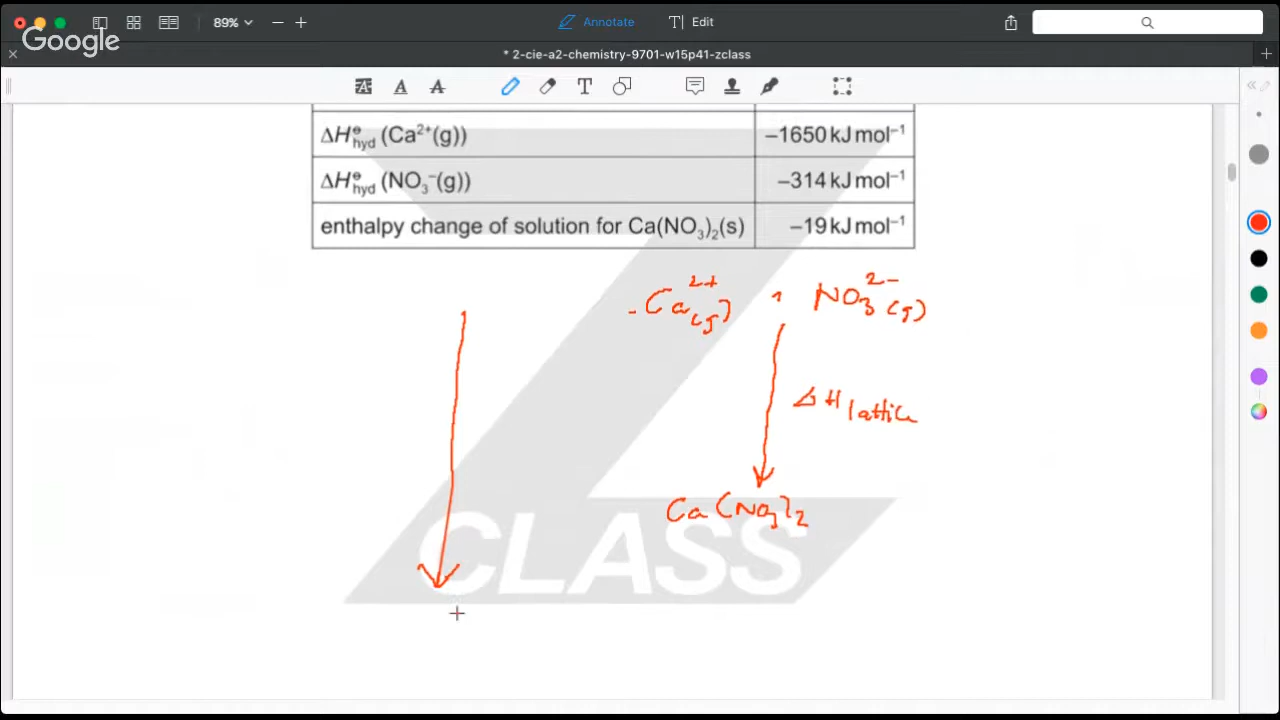 89%
Annotate
T| Edit
Google
* 2-cie-a2-chemistry-9701-w15p41-zclass
ΔH⦵hyd (Ca²⁺(g)) –1650 kJ mol⁻¹
ΔH⦵hyd (NO₃⁻(g)) –314 kJ mol⁻¹
enthalpy change of solution for Ca(NO₃)₂(s) –19 kJ mol⁻¹
Ca²⁺(g) NO₃²⁻(g)
ΔH lattice
Ca(NO₃)₂
CLASS